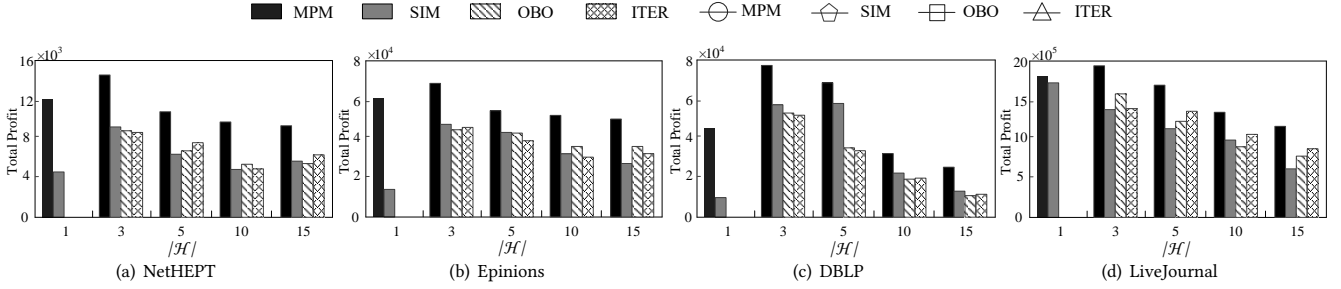 MPM SIM OBO ITER MPM SIM OBO ITER
×10³
16
12
8
4
0
Total Profit
1 3 5 10 15
|ℋ|
(a) NetHEPT
×10⁴
8
6
4
2
0
Total Profit
1 3 5 10 15
|ℋ|
(b) Epinions
×10⁴
8
6
4
2
0
Total Profit
1 3 5 10 15
|ℋ|
(c) DBLP
×10⁵
20
15
10
5
0
Total Profit
1 3 5 10 15
|ℋ|
(d) LiveJournal